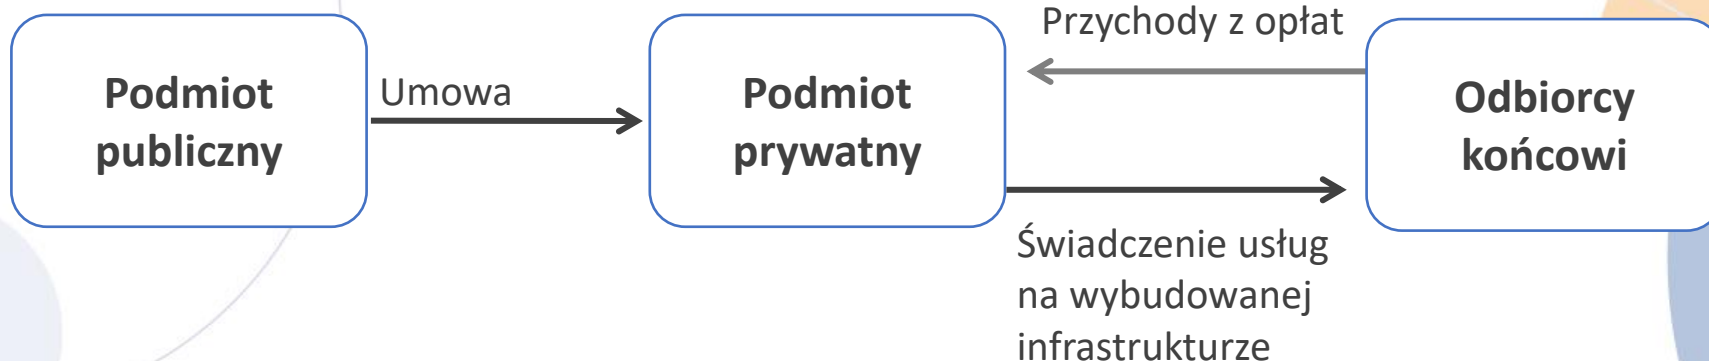 Podmiot
publiczny
Umowa
Podmiot
prywatny
Przychody z opłat
Świadczenie usług
na wybudowanej
infrastrukturze
Odbiorcy
końcowi